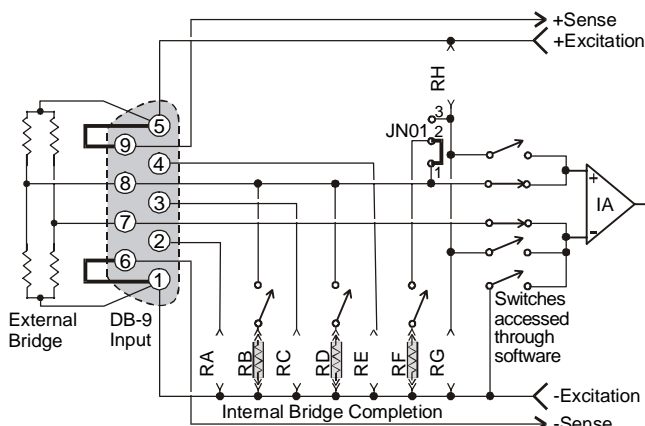 +Sense
+Excitation
RH
JN01
3
2
1
5
9
4
8
3
7
2
6
1
+
-
IA
External
Bridge
DB-9
Input
RA
RB
RC
RD
RE
RF
RG
Switches
accessed
through
software
Internal Bridge Completion
-Excitation
-Sense